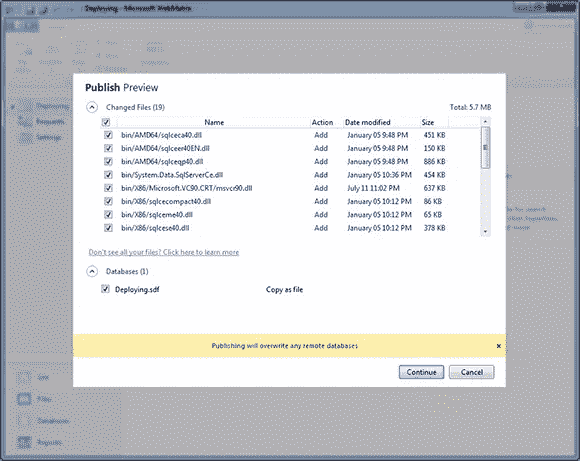 Deploying - Microsoft WebMatrix
Publish Preview
Changed Files (19) Total: 5.7 MB
Name Action Date modified Size
bin/AMD64/sqlceca40.dll Add January 05 9:48 PM 451 KB
bin/AMD64/sqlceer40EN.dll Add January 05 9:48 PM 150 KB
bin/AMD64/sqlceqp40.dll Add January 05 9:48 PM 886 KB
bin/System.Data.SqlServerCe.dll Add January 05 10:36 PM 454 KB
bin/X86/Microsoft.VC90.CRT/msvcr90.dll Add July 11 11:02 PM 637 KB
bin/X86/sqlcecompact40.dll Add January 05 10:12 PM 86 KB
bin/X86/sqlceme40.dll Add January 05 10:12 PM 65 KB
bin/X86/sqlcese40.dll Add January 05 10:12 PM 378 KB
Don't see all your files? Click here to learn more
Databases (1)
Deploying.sdf Copy as file
Publishing will overwrite any remote databases
Continue Cancel
Deploying
Requests
Settings
Site
Files
Databases
Reports